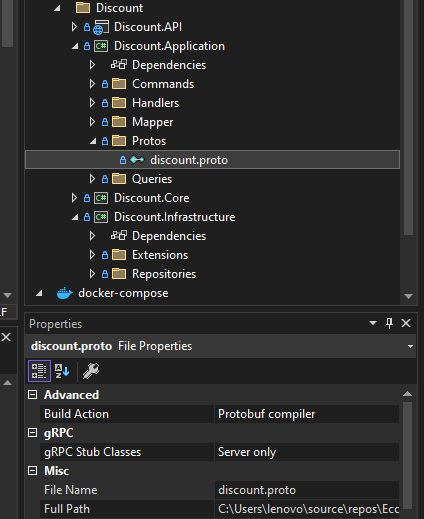 Discount
Discount.API
C# Discount.Application
Dependencies
Commands
Handlers
Mapper
Protos
discount.proto
Queries
C# Discount.Core
C# Discount.Infrastructure
Dependencies
Extensions
Repositories
docker-compose
LF
Properties
discount.proto File Properties
Advanced
Build Action Protobuf compiler
gRPC
gRPC Stub Classes Server only
Misc
File Name discount.proto
Full Path C:\Users\lenovo\source\repos\Ecc